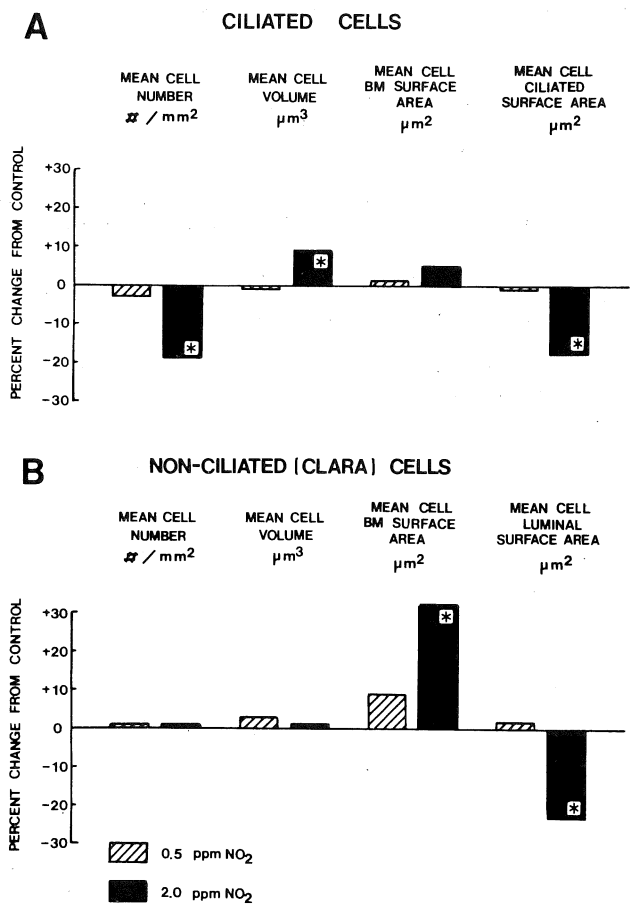 A
CILIATED CELLS
MEAN CELL
NUMBER
# / mm²
MEAN CELL
VOLUME
µm³
MEAN CELL
BM SURFACE
AREA
µm²
MEAN CELL
CILIATED
SURFACE AREA
µm²
PERCENT CHANGE FROM CONTROL
+30
+20
+10
0
-10
-20
-30
*
*
*
B
NON-CILIATED (CLARA) CELLS
MEAN CELL
NUMBER
# / mm²
MEAN CELL
VOLUME
µm³
MEAN CELL
BM SURFACE
AREA
µm²
MEAN CELL
LUMINAL
SURFACE AREA
µm²
PERCENT CHANGE FROM CONTROL
+30
+20
+10
0
-10
-20
-30
*
*
0.5 ppm NO₂
2.0 ppm NO₂